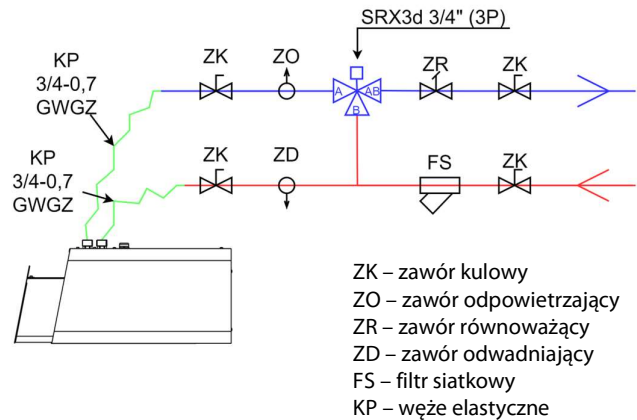 SRX3d 3/4" (3P)
KP
3/4-0,7
GWGZ
ZK
ZO
ZR
ZK
A
AB
B
KP
3/4-0,7
GWGZ
ZK
ZD
FS
ZK
ZK – zawór kulowy
ZO – zawór odpowietrzający
ZR – zawór równoważący
ZD – zawór odwadniający
FS – filtr siatkowy
KP – węże elastyczne